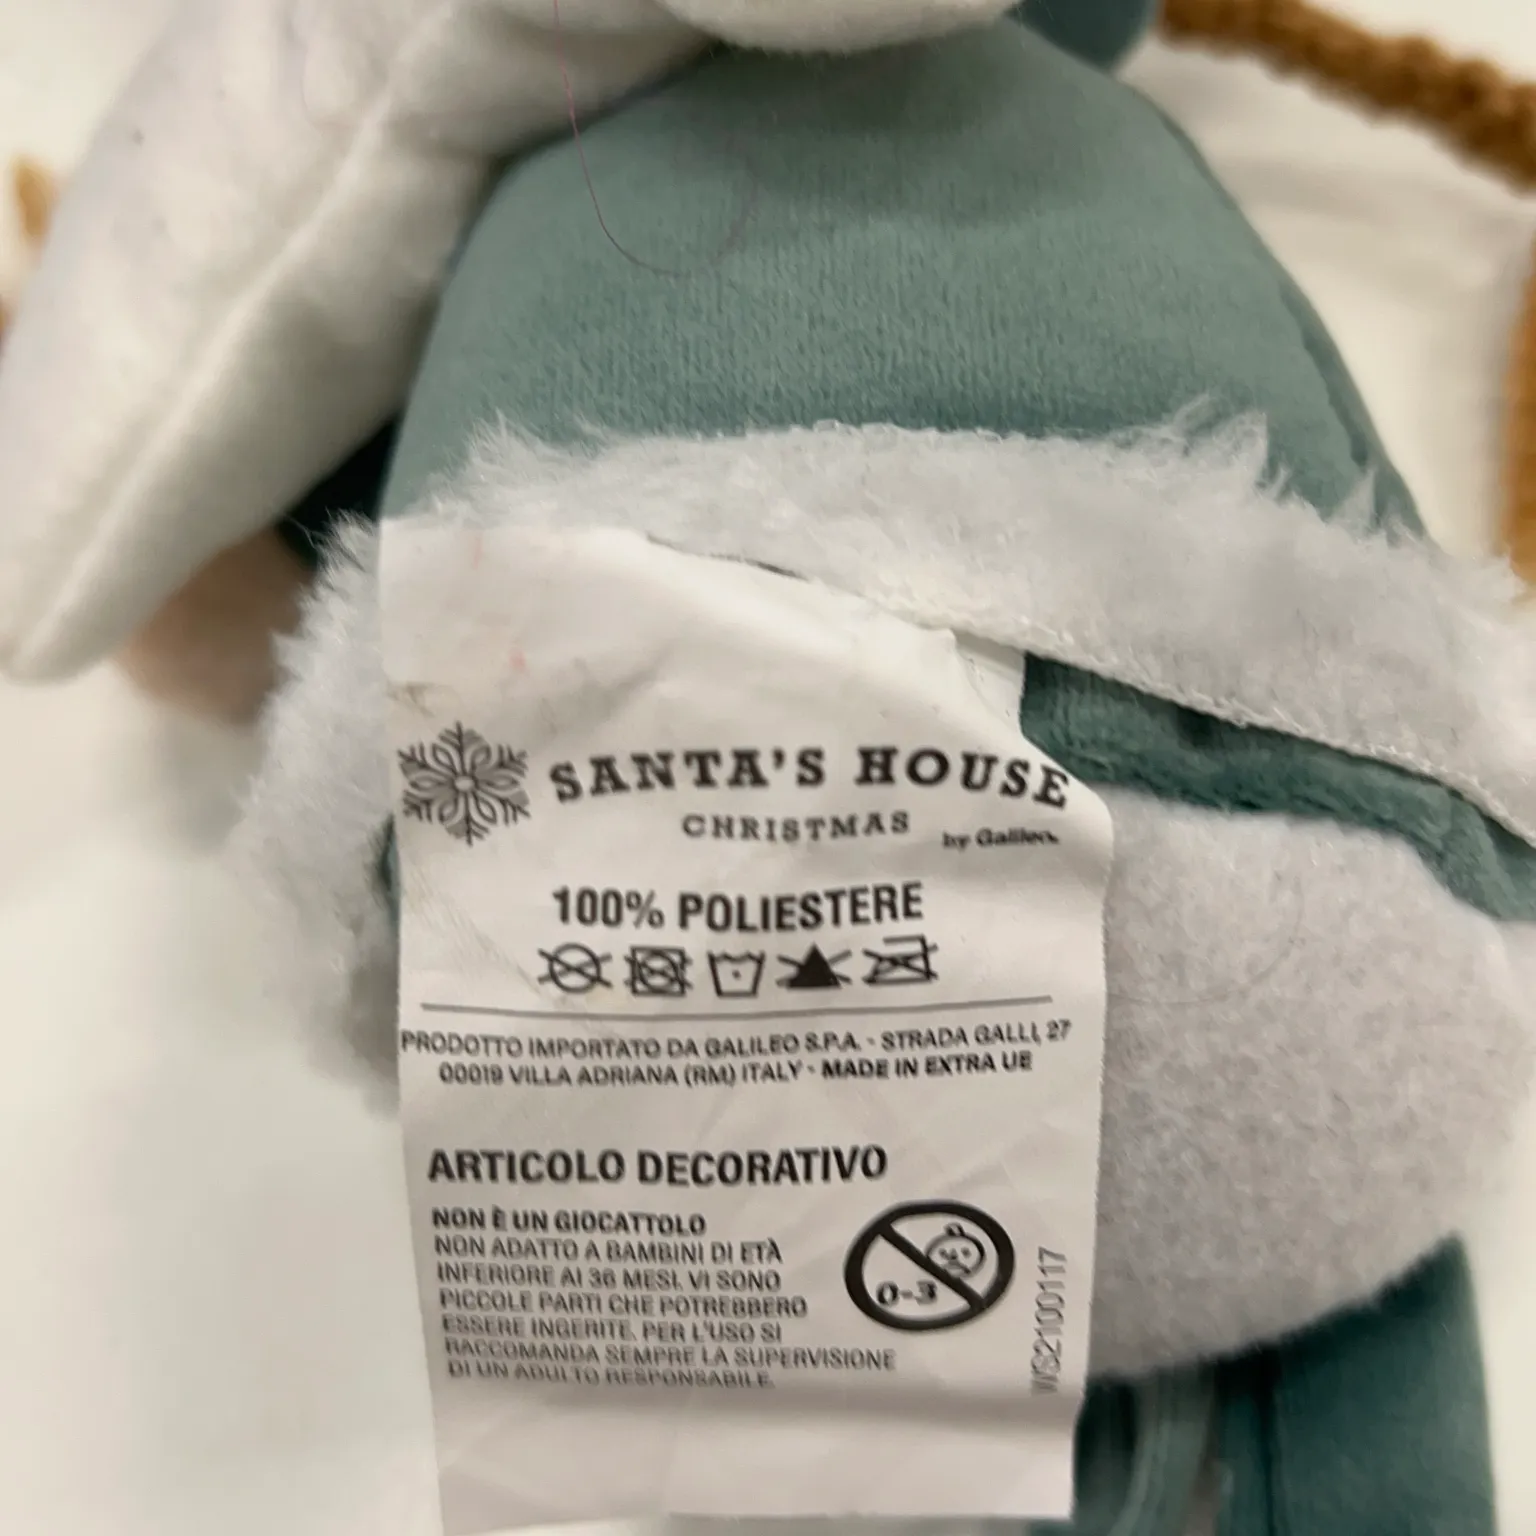 SANTA'S HOUSE
CHRISTMAS
by Galileo.
100% POLIESTERE
PRODOTTO IMPORTATO DA GALILEO S.P.A. - STRADA GALLI, 27
00019 VILLA ADRIANA (RM) ITALY - MADE IN EXTRA UE
ARTICOLO DECORATIVO
NON È UN GIOCATTOLO
NON ADATTO A BAMBINI DI ETÀ
INFERIORE AI 36 MESI. VI SONO
PICCOLE PARTI CHE POTREBBERO
ESSERE INGERITE. PER L'USO SI
RACCOMANDA SEMPRE LA SUPERVISIONE
DI UN ADULTO RESPONSABILE.
0-3
WS2100117